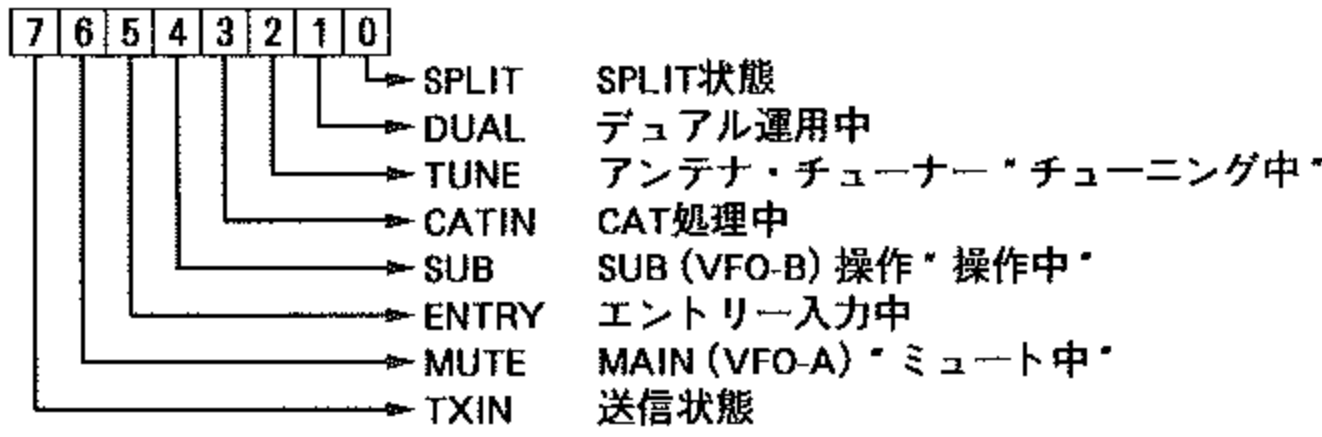 7 6 5 4 3 2 1 0
SPLIT SPLIT状態
DUAL デュアル運用中
TUNE アンテナ・チューナー"チューニング中"
CATIN CAT処理中
SUB SUB (VFO-B) 操作"操作中"
ENTRY エントリー入力中
MUTE MAIN (VFO-A) "ミュート中"
TXIN 送信状態